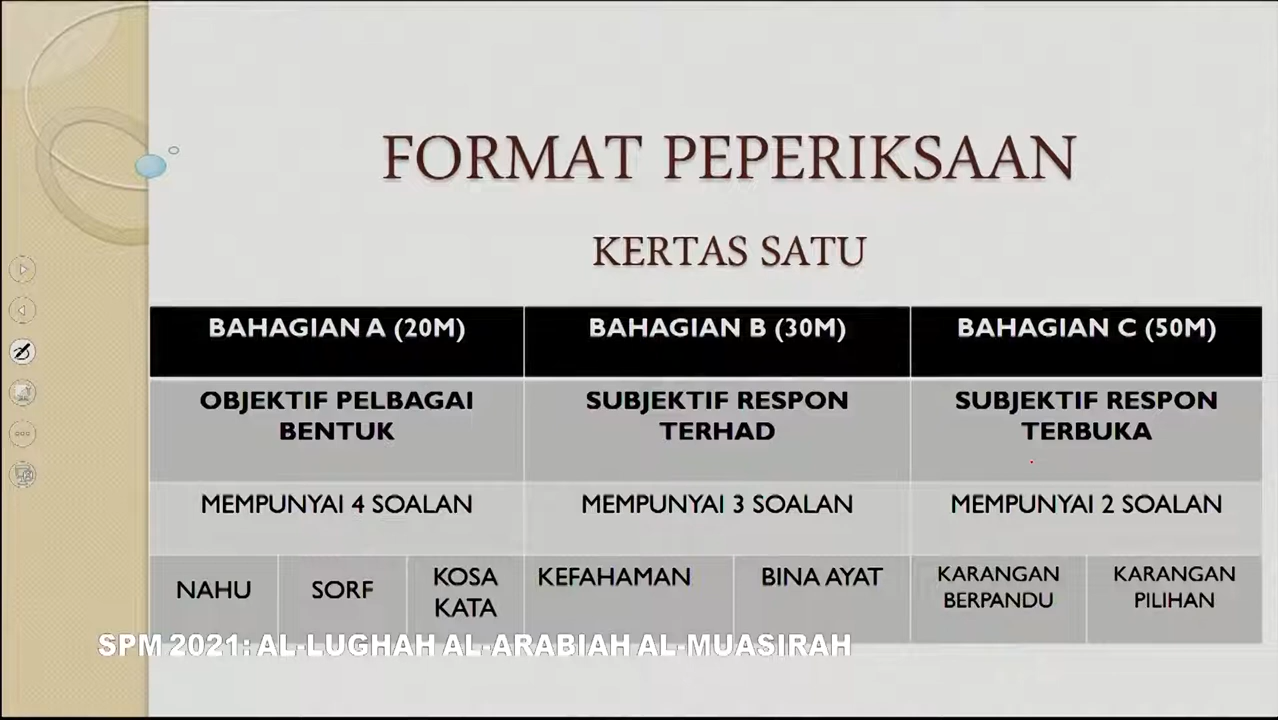 FORMAT PEPERIKSAAN
KERTAS SATU
BAHAGIAN A (20M)
BAHAGIAN B (30M)
BAHAGIAN C (50M)
OBJEKTIF PELBAGAI
BENTUK
SUBJEKTIF RESPON
TERHAD
SUBJEKTIF RESPON
TERBUKA
MEMPUNYAI 4 SOALAN
MEMPUNYAI 3 SOALAN
MEMPUNYAI 2 SOALAN
NAHU
SORF
KOSA
KATA
KEFAHAMAN
BINA AYAT
KARANGAN
BERPANDU
KARANGAN
PILIHAN
SPM 2021: AL-LUGHAH AL-ARABIAH AL-MUASIRAH